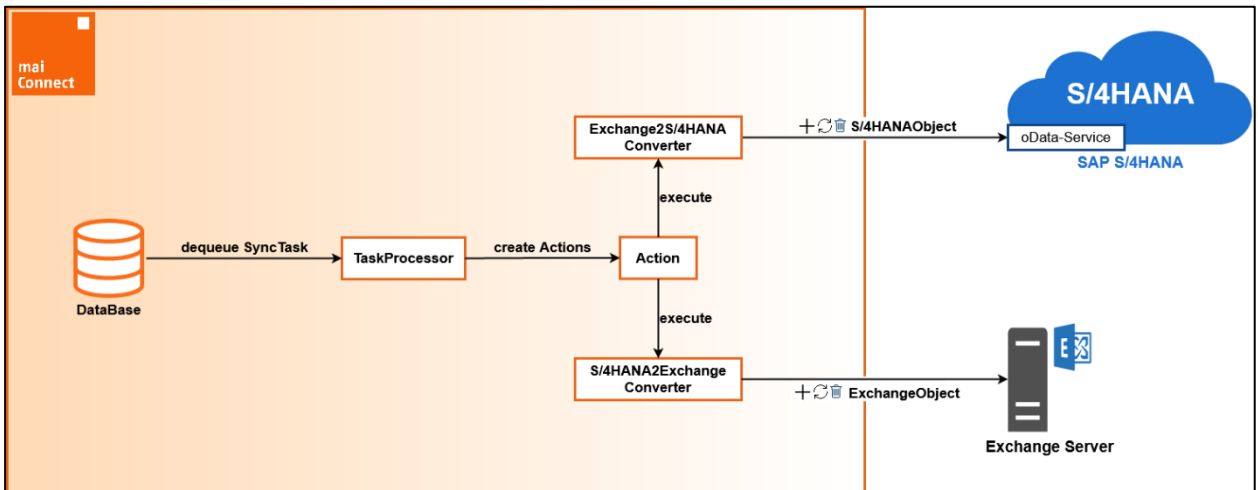 mai
Connect
S/4HANA
Exchange2S/4HANA
Converter
S/4HANAObject
oData-Service
SAP S/4HANA
execute
dequeue SyncTask
TaskProcessor
create Actions
Action
DataBase
execute
S/4HANA2Exchange
Converter
ExchangeObject
E
Exchange Server